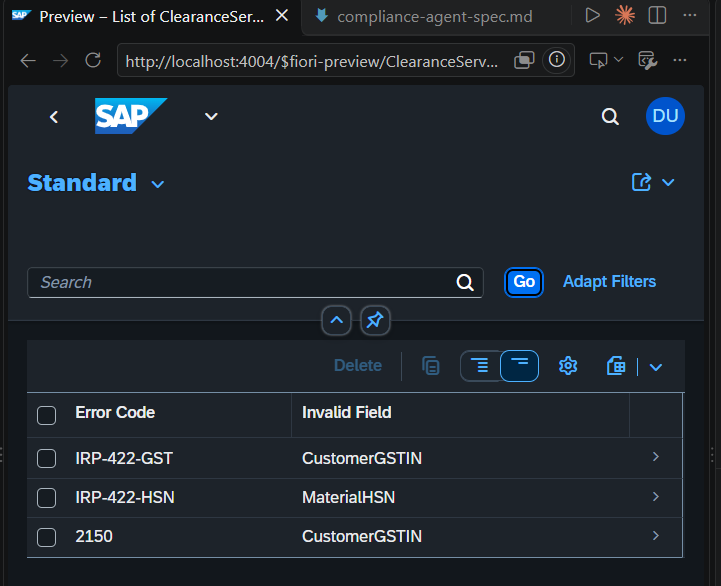 Preview – List of ClearanceSer...
compliance-agent-spec.md
http://localhost:4004/$fiori-preview/ClearanceServ...
SAP
DU
Standard
Search
Go
Adapt Filters
Delete
Error Code Invalid Field
IRP-422-GST CustomerGSTIN
IRP-422-HSN MaterialHSN
2150 CustomerGSTIN